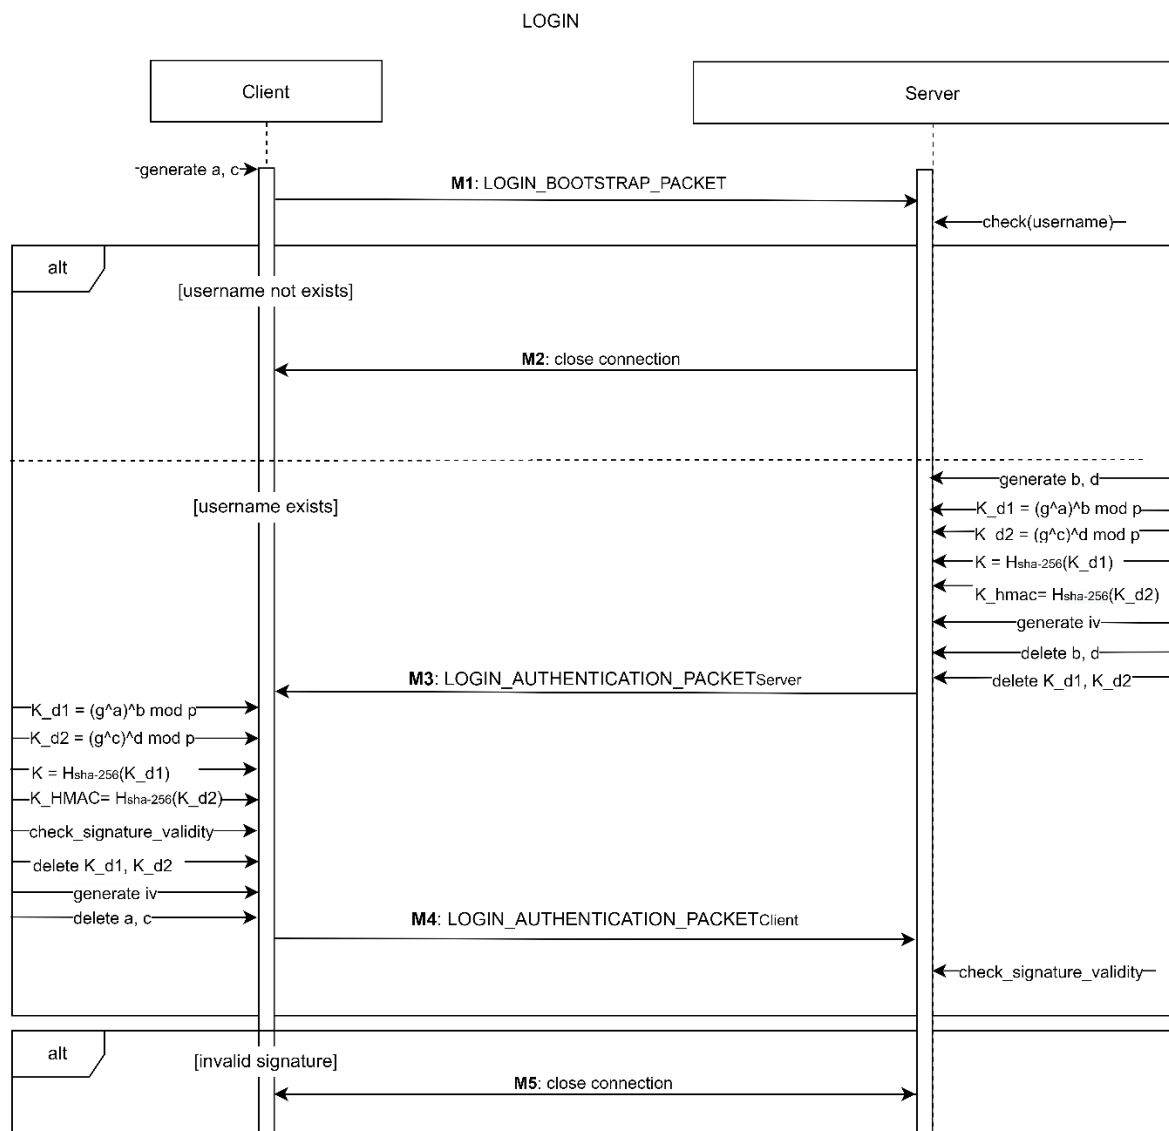 LOGIN
Client
Server
generate a, c
M1: LOGIN_BOOTSTRAP_PACKET
check(username)
alt
[username not exists]
M2: close connection
generate b, d
[username exists]
K_d1 = (g^a)^b mod p
K_d2 = (g^c)^d mod p
K = Hsha-256(K_d1)
K_hmac= Hsha-256(K_d2)
generate iv
delete b, d
M3: LOGIN_AUTHENTICATION_PACKETServer
delete K_d1, K_d2
K_d1 = (g^a)^b mod p
K_d2 = (g^c)^d mod p
K = Hsha-256(K_d1)
K_HMAC= Hsha-256(K_d2)
check_signature_validity
delete K_d1, K_d2
generate iv
delete a, c
M4: LOGIN_AUTHENTICATION_PACKETClient
check_signature_validity
alt
[invalid signature]
M5: close connection